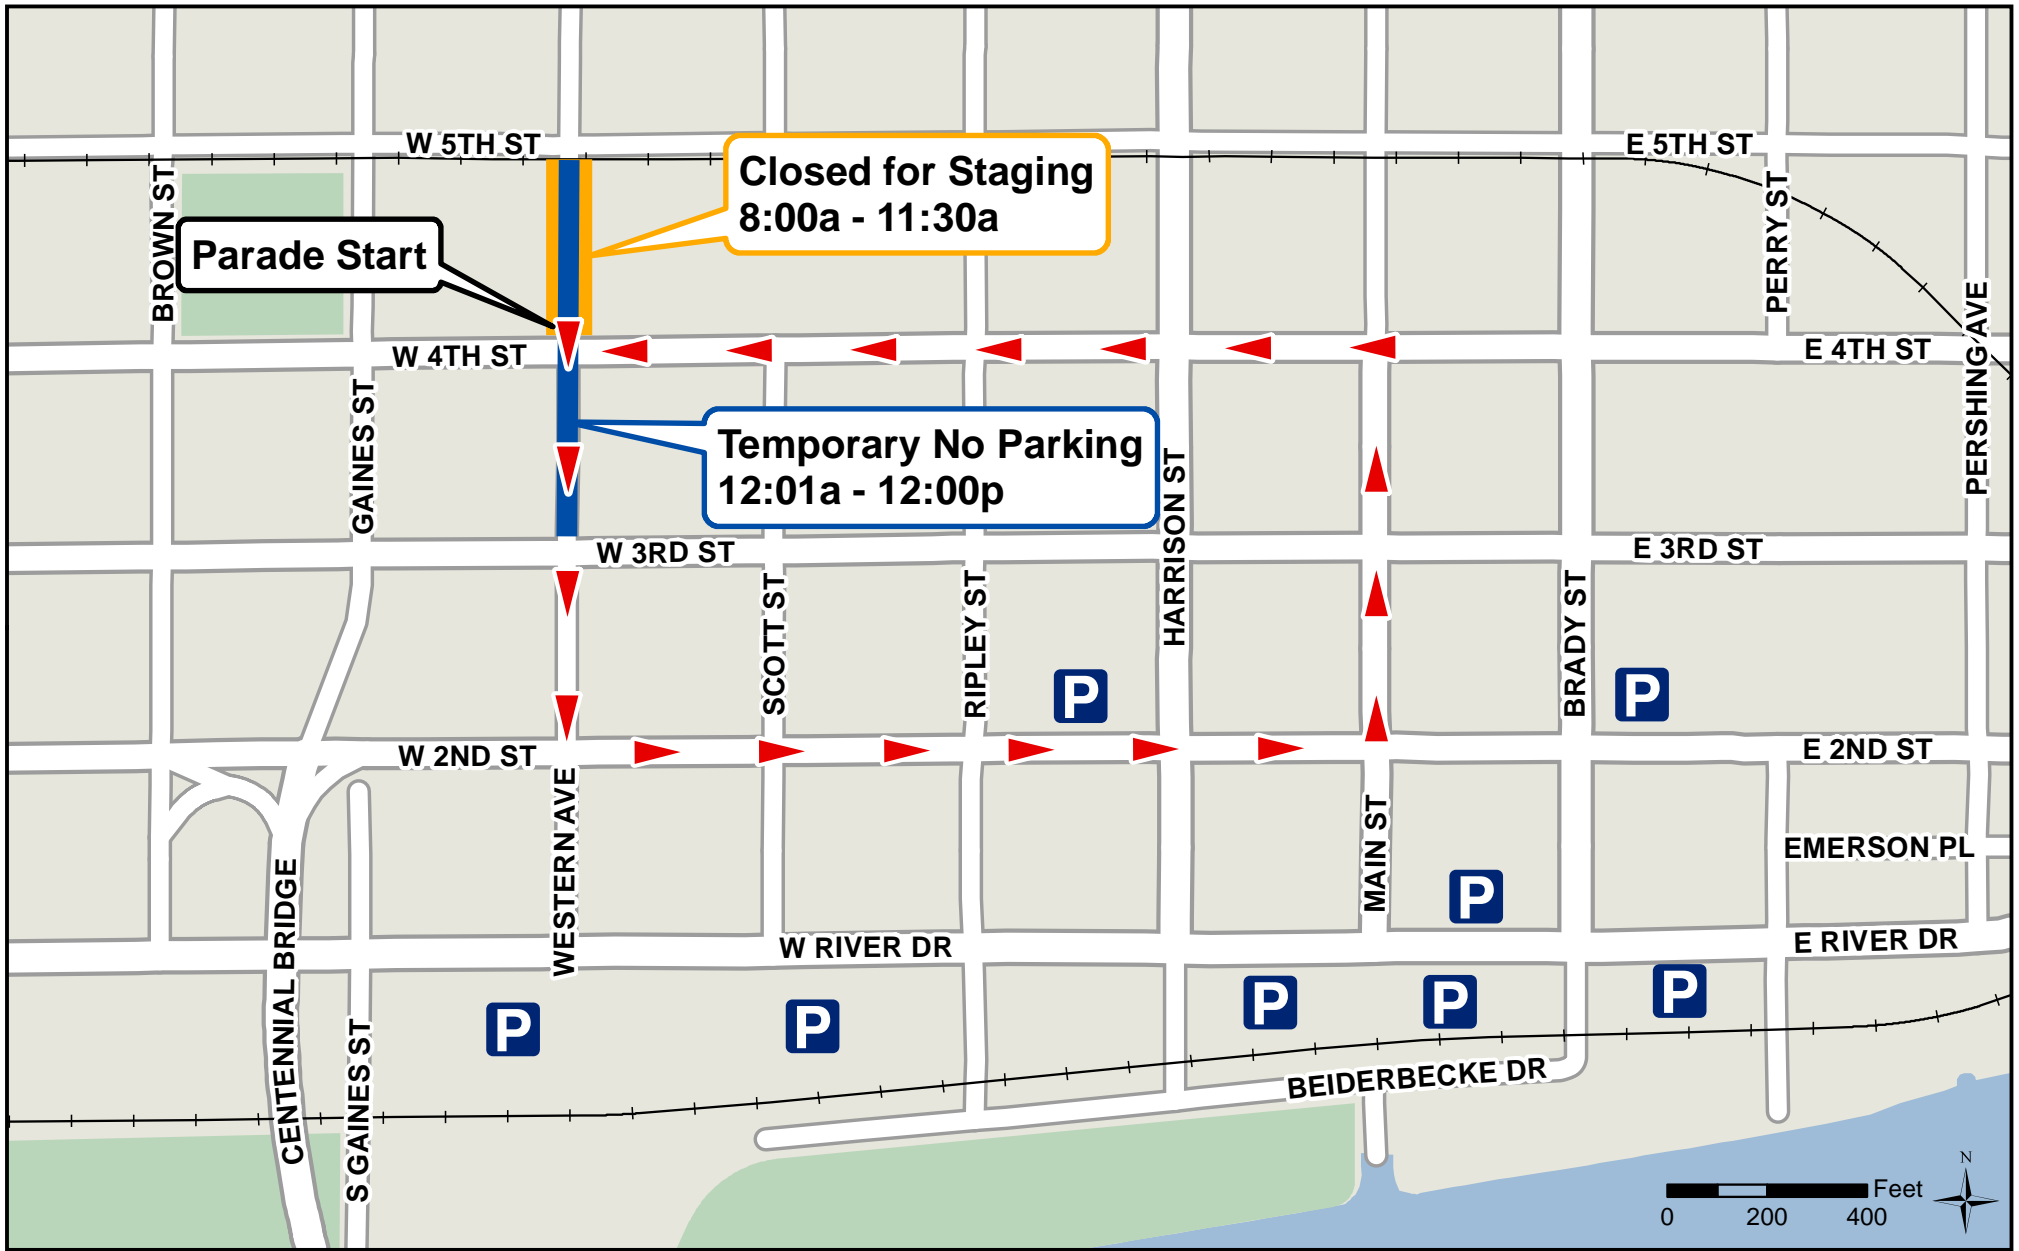 W 5TH ST
E 5TH ST
Closed for Staging
8:00a - 11:30a
BROWN ST
PERRY ST
Parade Start
W 4TH ST
E 4TH ST
PERSHING AVE
GAINES ST
Temporary No Parking
12:01a - 12:00p
HARRISON ST
W 3RD ST
E 3RD ST
SCOTT ST
RIPLEY ST
BRADY ST
P
P
W 2ND ST
E 2ND ST
WESTERN AVE
MAIN ST
EMERSON PL
P
CENTENNIAL BRIDGE
W RIVER DR
E RIVER DR
P
P
P
P
P
S GAINES ST
BEIDERBECKE DR
N
Feet
0 200 400